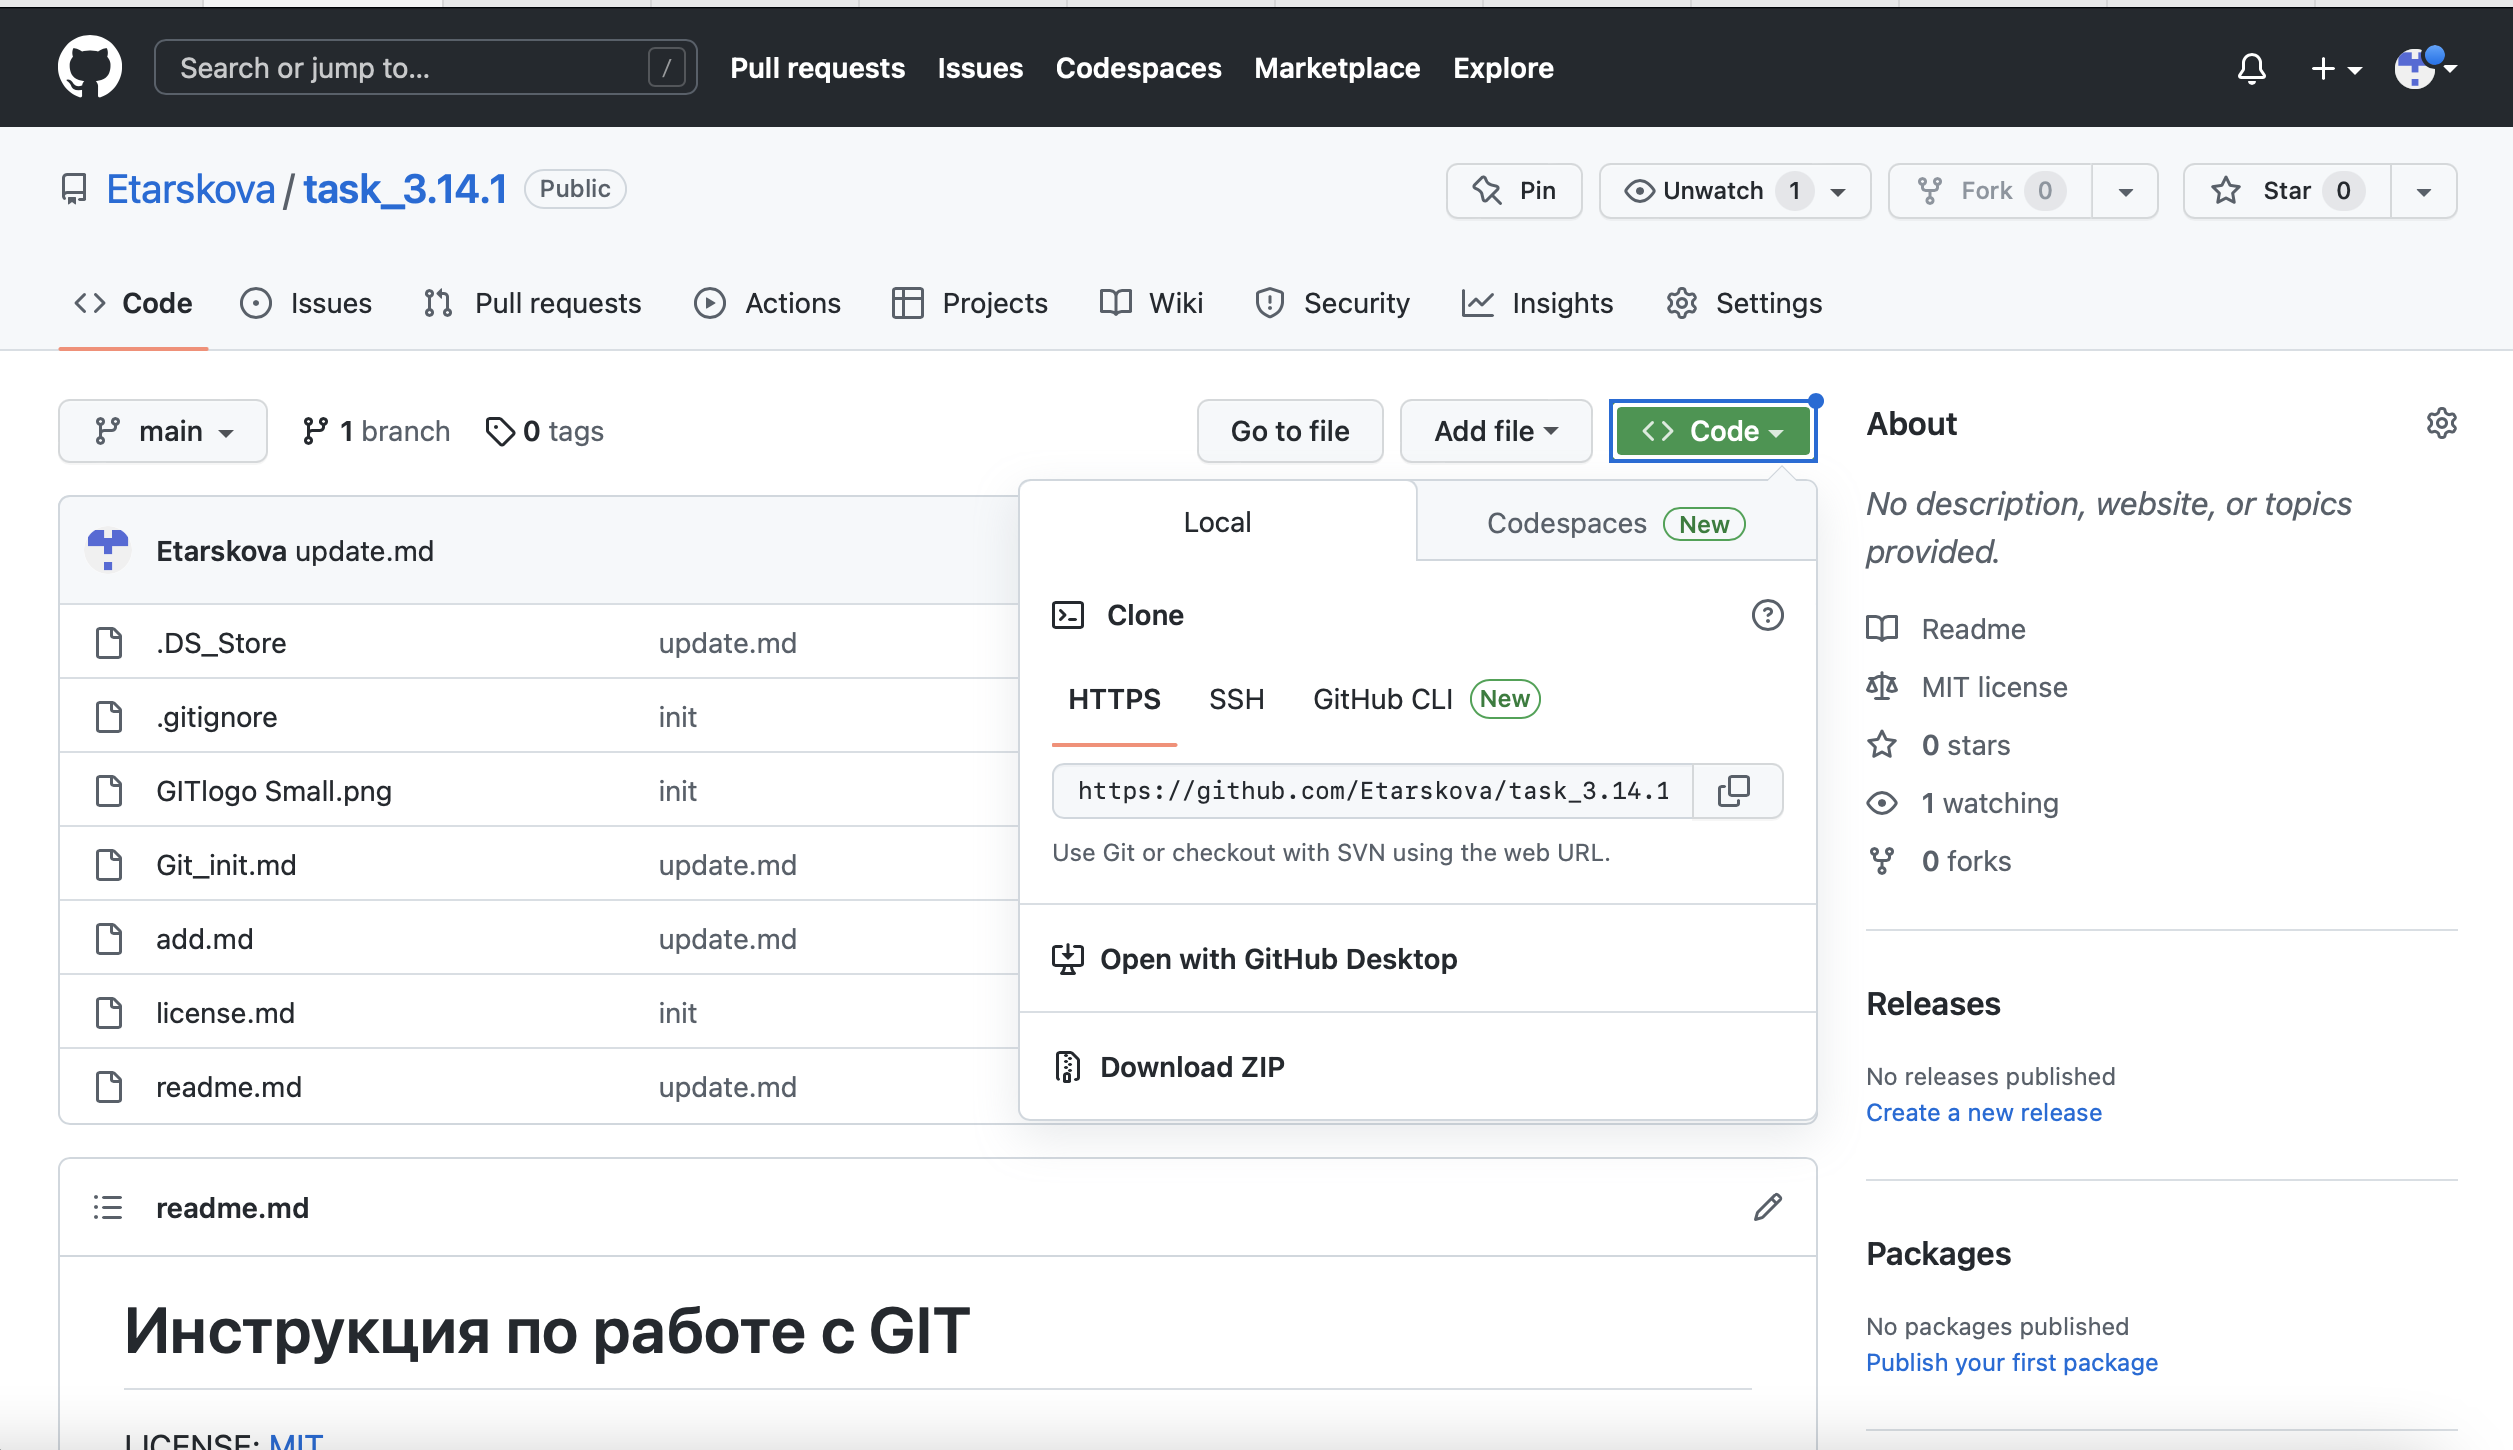 Search or jump to... / Pull requests Issues Codespaces Marketplace Explore
Etarskova / task_3.14.1 Public Pin Unwatch 1 Fork 0 Star 0
Code Issues Pull requests Actions Projects Wiki Security Insights Settings
main 1 branch 0 tags Go to file Add file Code
Local Codespaces New
Etarskova update.md
Clone
.DS_Store update.md
.gitignore init
HTTPS SSH GitHub CLI New
GITlogo Small.png init
https://github.com/Etarskova/task_3.14.1
Use Git or checkout with SVN using the web URL.
Git_init.md update.md
add.md update.md
Open with GitHub Desktop
license.md init
Download ZIP
readme.md update.md
About
No description, website, or topics
provided.
Readme
MIT license
0 stars
1 watching
0 forks
Releases
No releases published
Create a new release
Packages
No packages published
Publish your first package
readme.md
Инструкция по работе с GIT
LICENSE: MIT